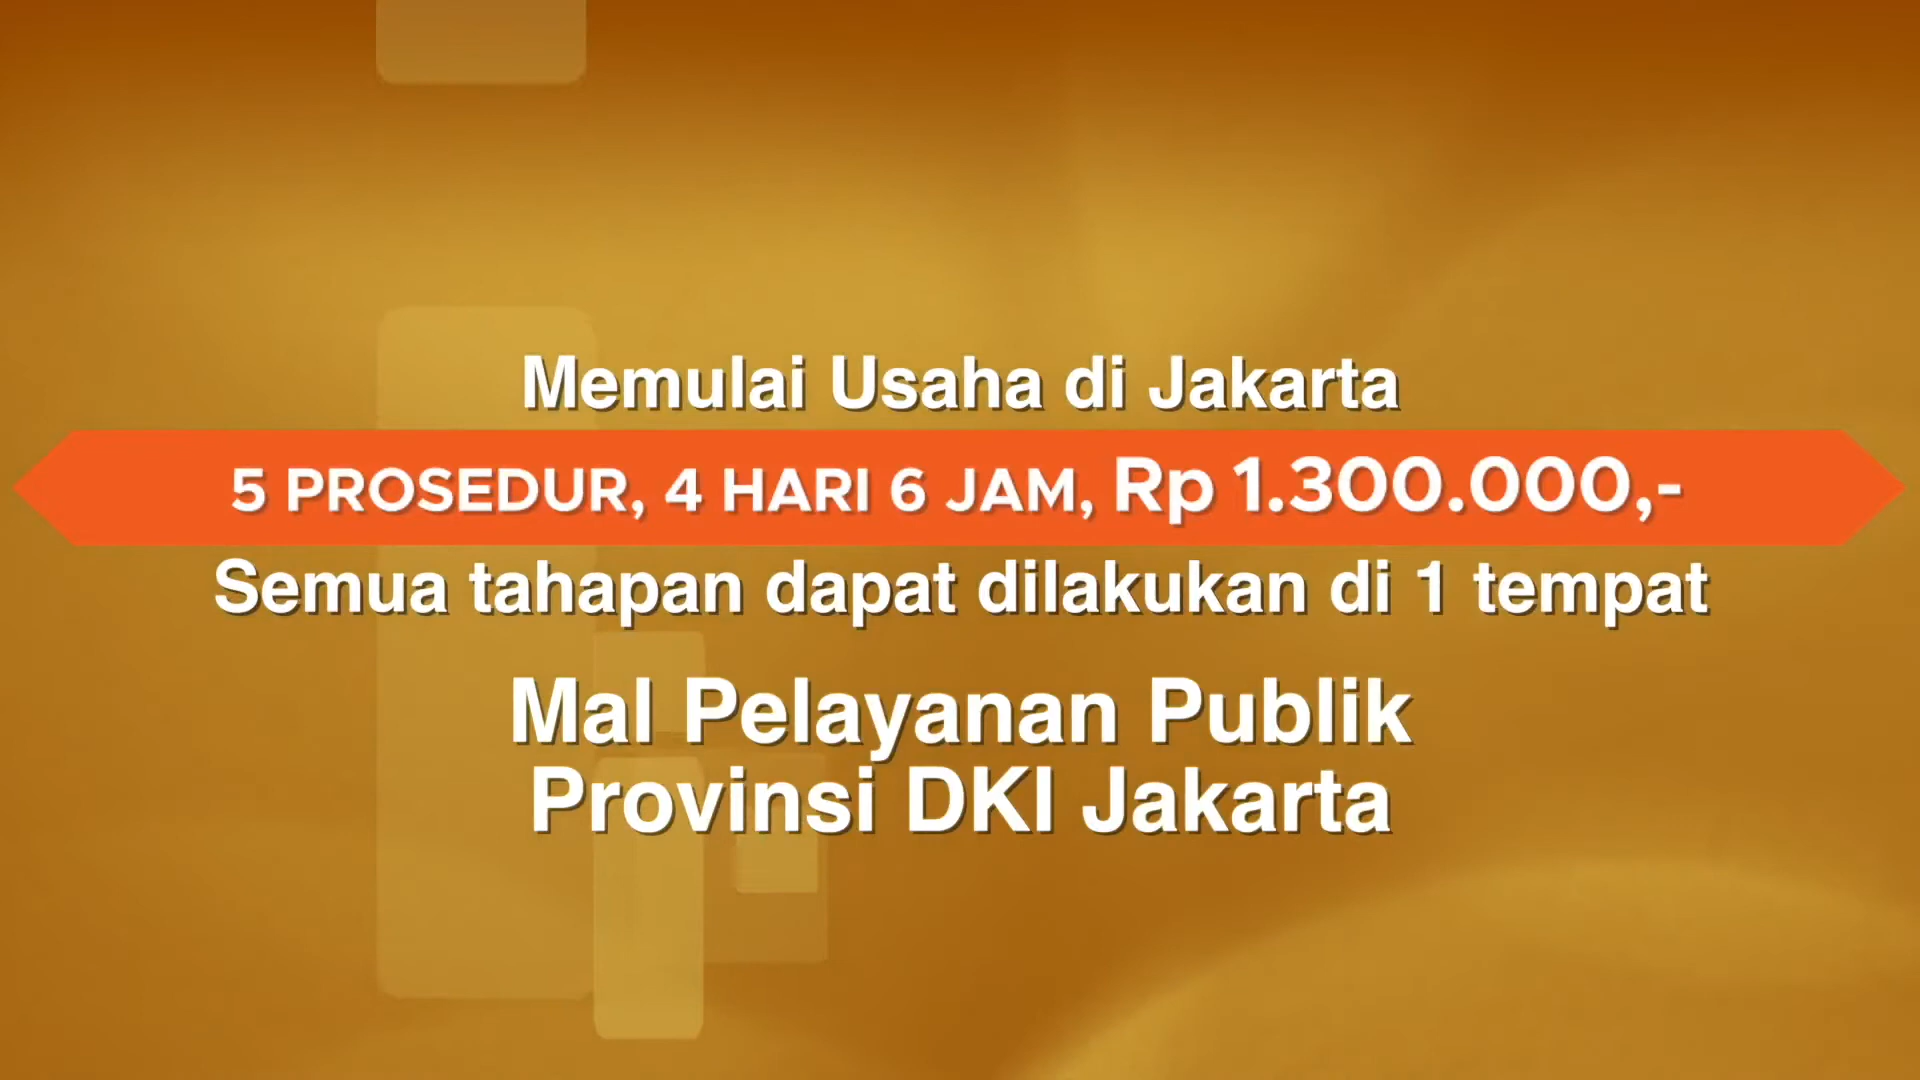 Memulai Usaha di Jakarta
5 PROSEDUR, 4 HARI 6 JAM, Rp 1.300.000,-
Semua tahapan dapat dilakukan di 1 tempat
Mal Pelayanan Publik
Provinsi DKI Jakarta